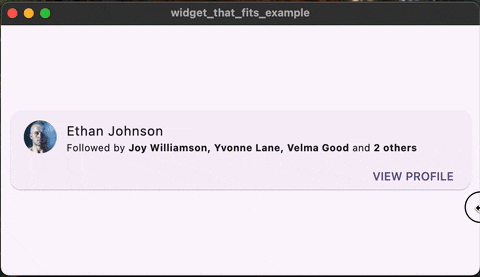 widget_that_fits_example
Ethan Johnson
Followed by Joy Williamson, Yvonne Lane, Velma Good and 2 others
VIEW PROFILE